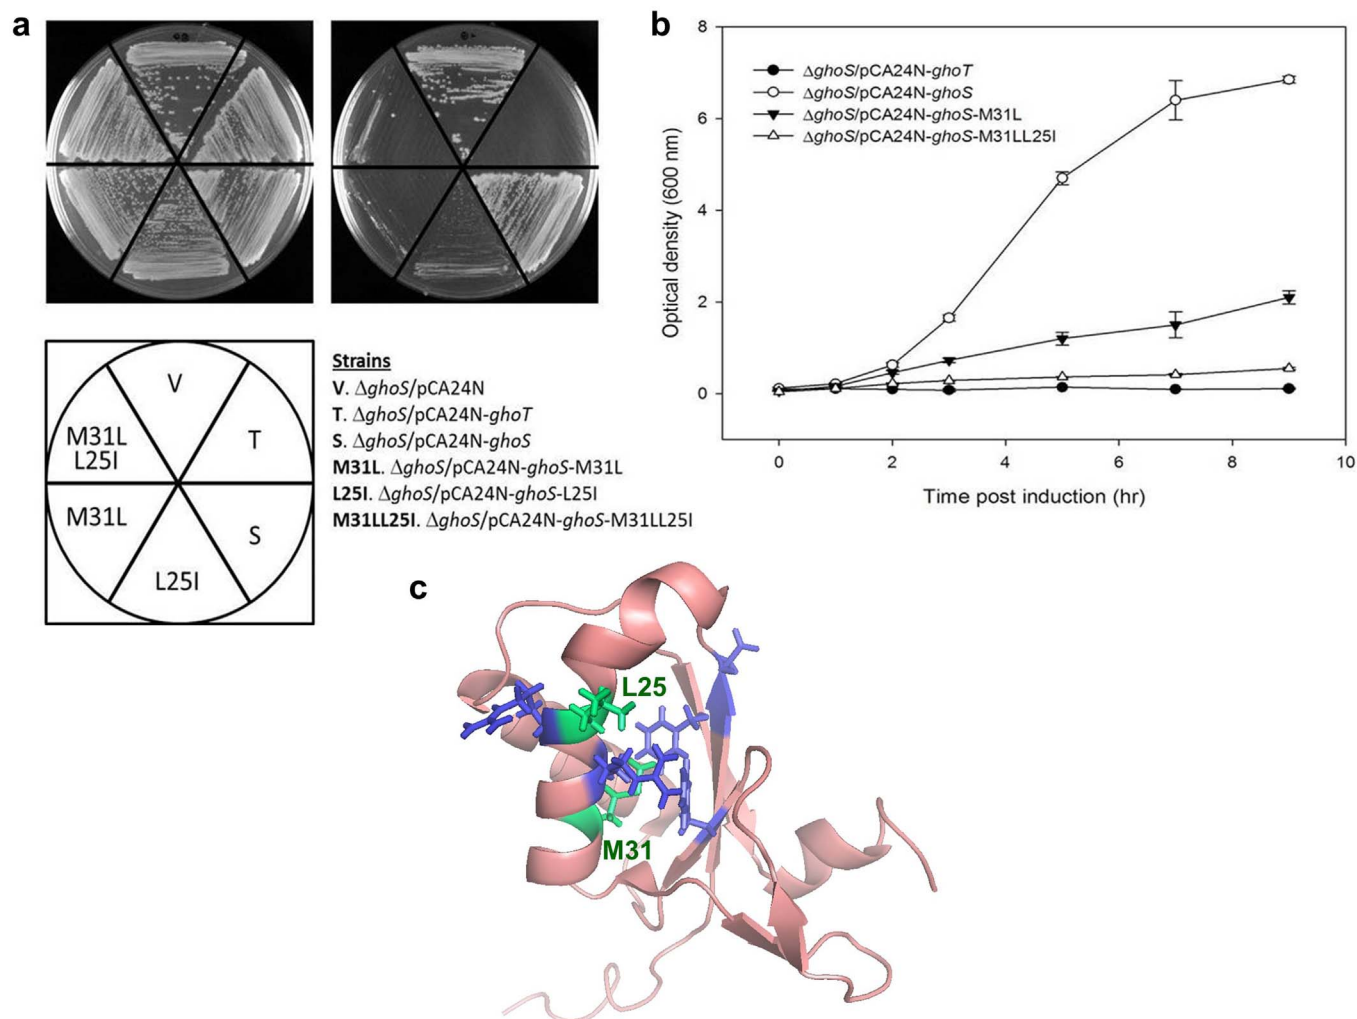 a
b
8
6
4
2
0
Optical density (600 nm)
ΔghoS/pCA24N-ghoT
ΔghoS/pCA24N-ghoS
ΔghoS/pCA24N-ghoS-M31L
ΔghoS/pCA24N-ghoS-M31LL25I
0 2 4 6 8 10
Time post induction (hr)
V
T
S
L25I
M31L
M31L
L25I
Strains
V. ΔghoS/pCA24N
T. ΔghoS/pCA24N-ghoT
S. ΔghoS/pCA24N-ghoS
M31L. ΔghoS/pCA24N-ghoS-M31L
L25I. ΔghoS/pCA24N-ghoS-L25I
M31LL25I. ΔghoS/pCA24N-ghoS-M31LL25I
c
L25
M31